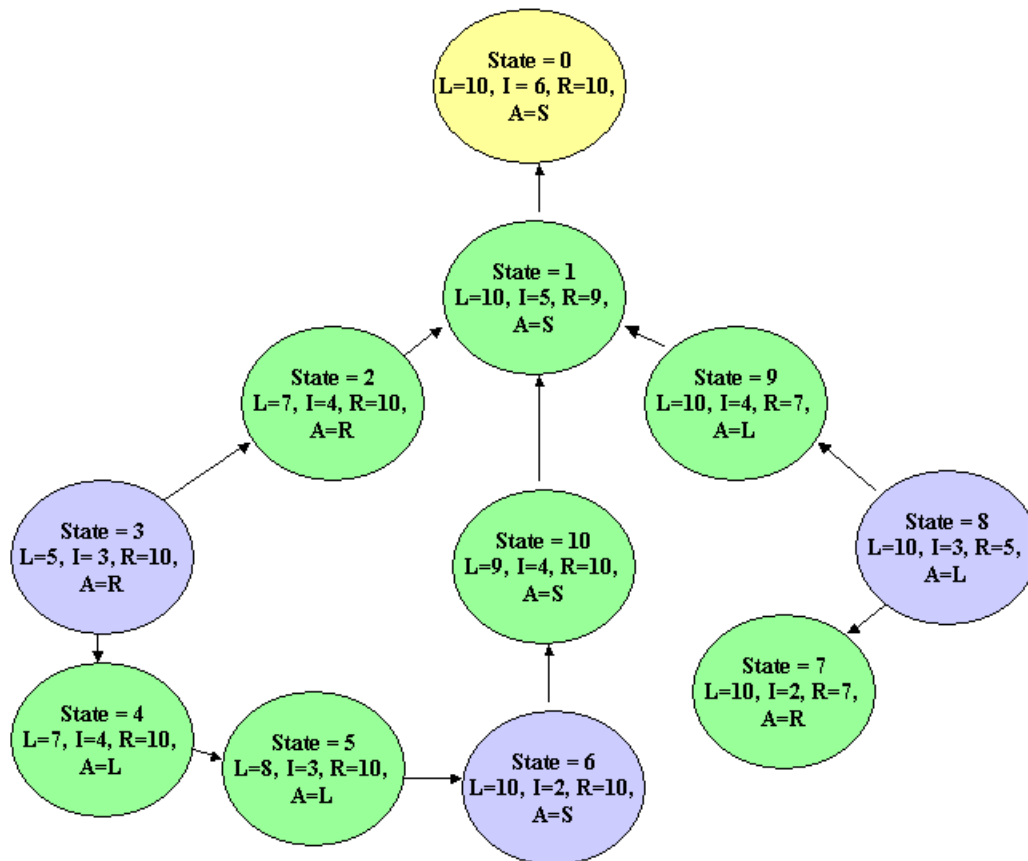 State = 0
L=10, I = 6, R=10,
A=S
State = 1
L=10, I=5, R=9,
A=S
State = 2
L=7, I=4, R=10,
A=R
State = 9
L=10, I=4, R=7,
A=L
State = 3
L=5, I= 3, R=10,
A=R
State = 10
L=9, I=4, R=10,
A=S
State = 8
L=10, I=3, R=5,
A=L
State = 4
L=7, I=4, R=10,
A=L
State = 5
L=8, I=3, R=10,
A=L
State = 6
L=10, I=2, R=10,
A=S
State = 7
L=10, I=2, R=7,
A=R